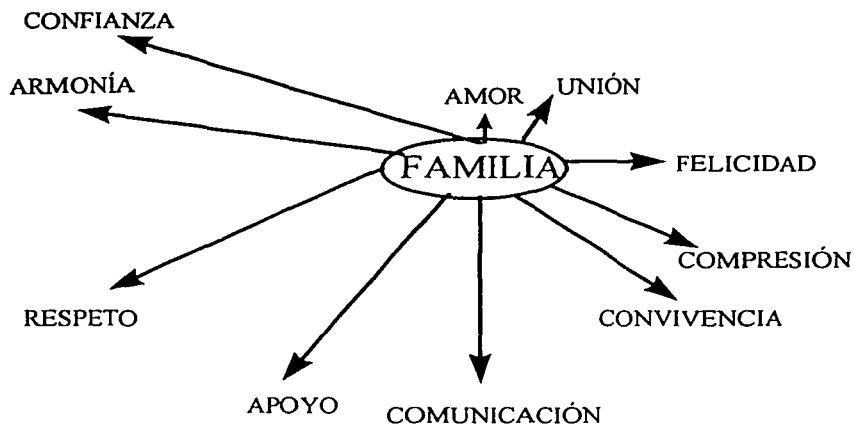 CONFIANZA
ARMONÍA
AMOR
UNIÓN
FAMILIA
FELICIDAD
COMPRESIÓN
RESPETO
CONVIVENCIA
APOYO
COMUNICACIÓN